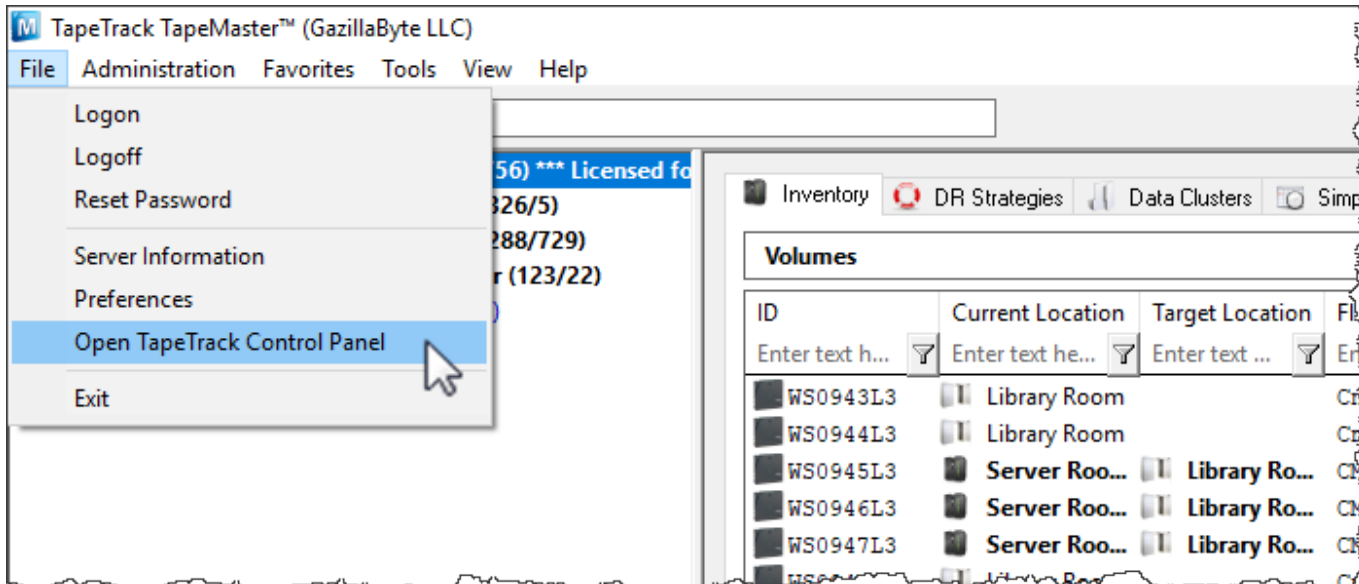 TapeTrack TapeMaster™ (GazillaByte LLC)
File Administration Favorites Tools View Help
Logon
Logoff
Reset Password
Server Information
Preferences
Open TapeTrack Control Panel
Exit
56) *** Licensed fo
326/5)
288/729)
r (123/22)
)
Inventory DR Strategies Data Clusters Simp
Volumes
ID Current Location Target Location
Enter text h... Enter text he... Enter text ...
WS0943L3 Library Room
WS0944L3 Library Room
WS0945L3 Server Roo... Library Ro...
WS0946L3 Server Roo... Library Ro...
WS0947L3 Server Roo... Library Ro...